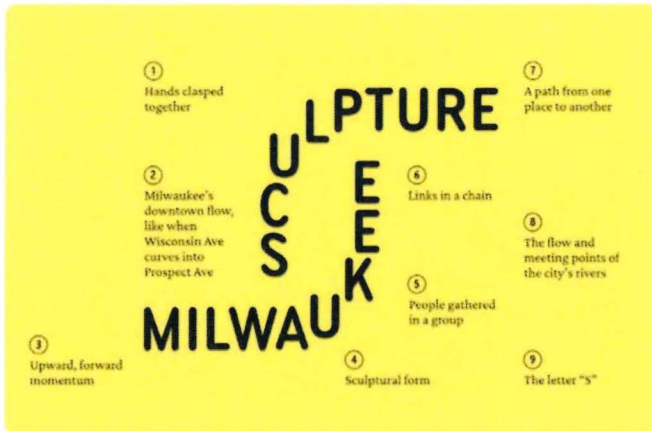 SCULPTURE
MILWAUKEE
1
Hands clasped
together
2
Milwaukee's
downtown flow,
like when
Wisconsin Ave
curves into
Prospect Ave
3
Upward, forward
momentum
4
Sculptural form
5
People gathered
in a group
6
Links in a chain
7
A path from one
place to another
8
The flow and
meeting points of
the city's rivers
9
The letter "S"